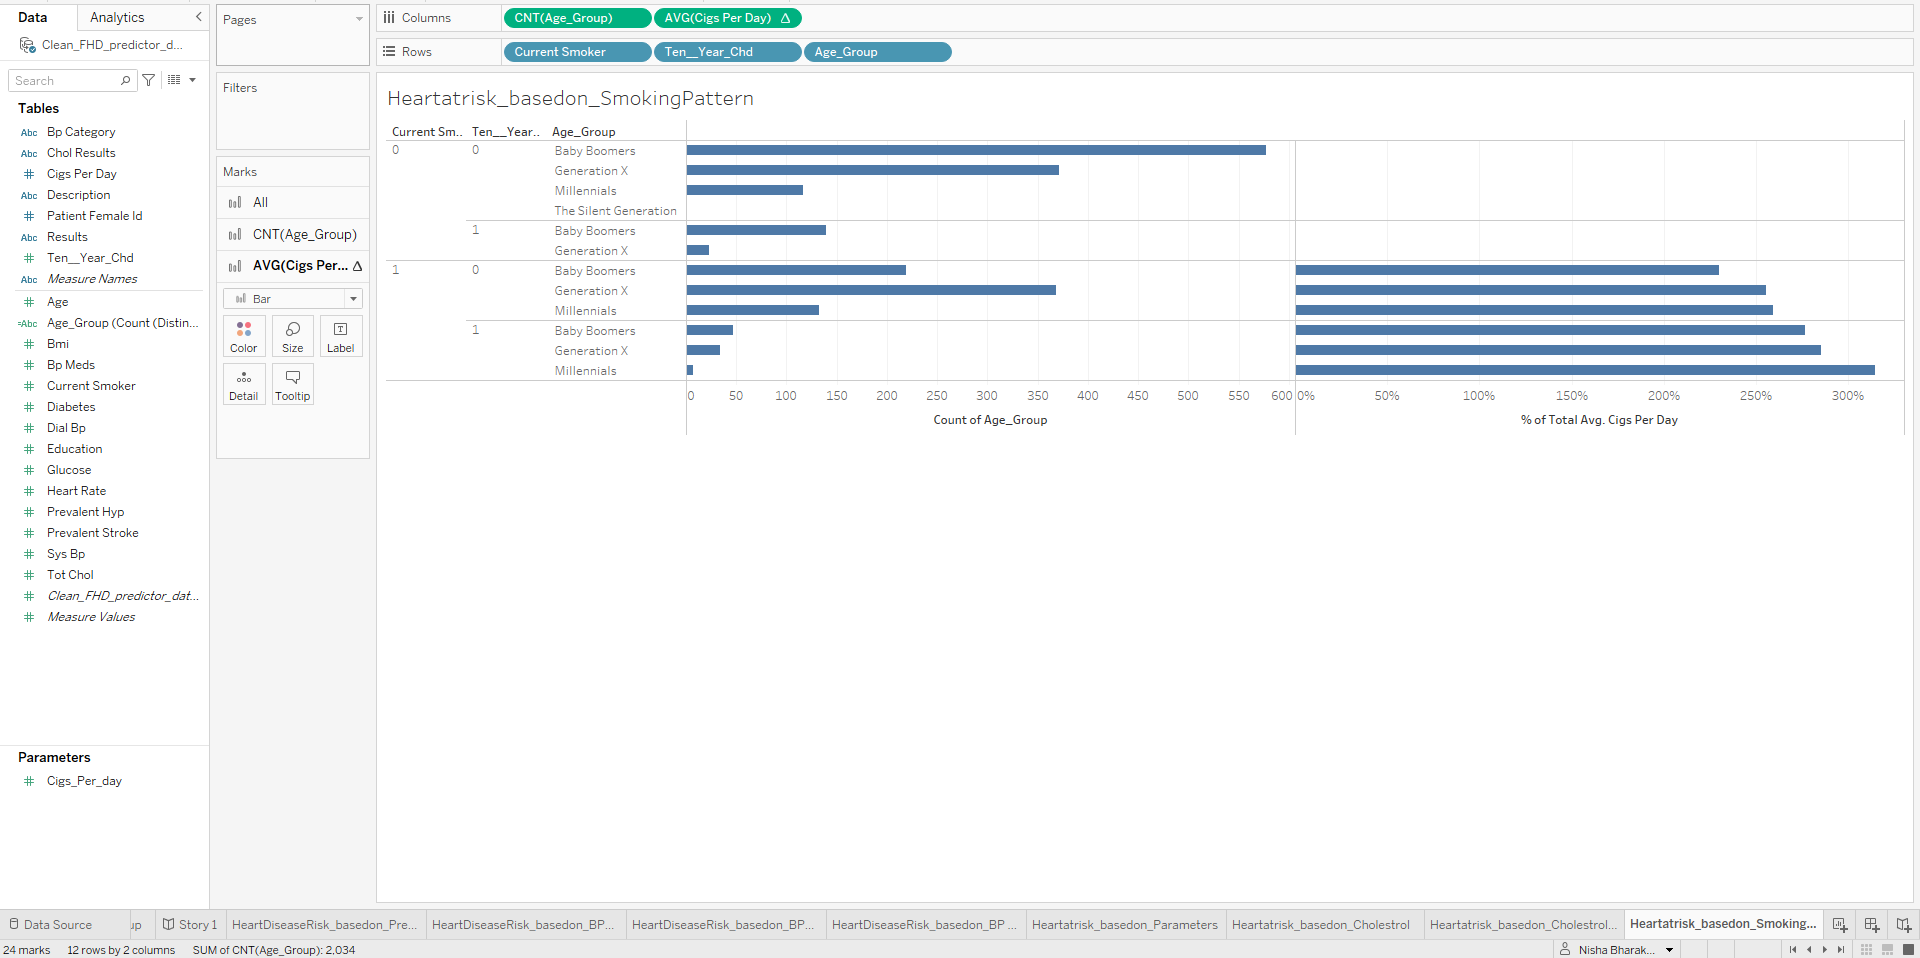 Data
Analytics
Clean_FHD_predictor_d...
Search
Tables
Abc Bp Category
Abc Chol Results
Cigs Per Day
Abc Description
Patient Female Id
Abc Results
Ten__Year_Chd
Abc Measure Names
Age
=Abc Age_Group (Count (Distin...
Bmi
Bp Meds
Current Smoker
Diabetes
Dial Bp
Education
Glucose
Heart Rate
Prevalent Hyp
Prevalent Stroke
Sys Bp
Tot Chol
Clean_FHD_predictor_dat...
Measure Values
Parameters
Cigs_Per_day
Pages
Filters
Marks
All
CNT(Age_Group)
AVG(Cigs Per... Δ
Bar
Color Size Label
Detail Tooltip
Columns CNT(Age_Group) AVG(Cigs Per Day) Δ
Rows Current Smoker Ten__Year_Chd Age_Group
Heartatrisk_basedon_SmokingPattern
Current Sm.. Ten__Year.. Age_Group
0 0 Baby Boomers
Generation X
Millennials
The Silent Generation
1 Baby Boomers
Generation X
1 0 Baby Boomers
Generation X
Millennials
1 Baby Boomers
Generation X
Millennials
0 50 100 150 200 250 300 350 400 450 500 550 600 0% 50% 100% 150% 200% 250% 300%
Count of Age_Group % of Total Avg. Cigs Per Day
Data Source up Story 1 HeartDiseaseRisk_basedon_Pre... HeartDiseaseRisk_basedon_BP... HeartDiseaseRisk_basedon_BP... HeartDiseaseRisk_basedon_BP ... Heartatrisk_basedon_Parameters Heartatrisk_basedon_Cholestrol Heartatrisk_basedon_Cholestrol... Heartatrisk_basedon_Smoking...
24 marks 12 rows by 2 columns SUM of CNT(Age_Group): 2,034 Nisha Bharak...